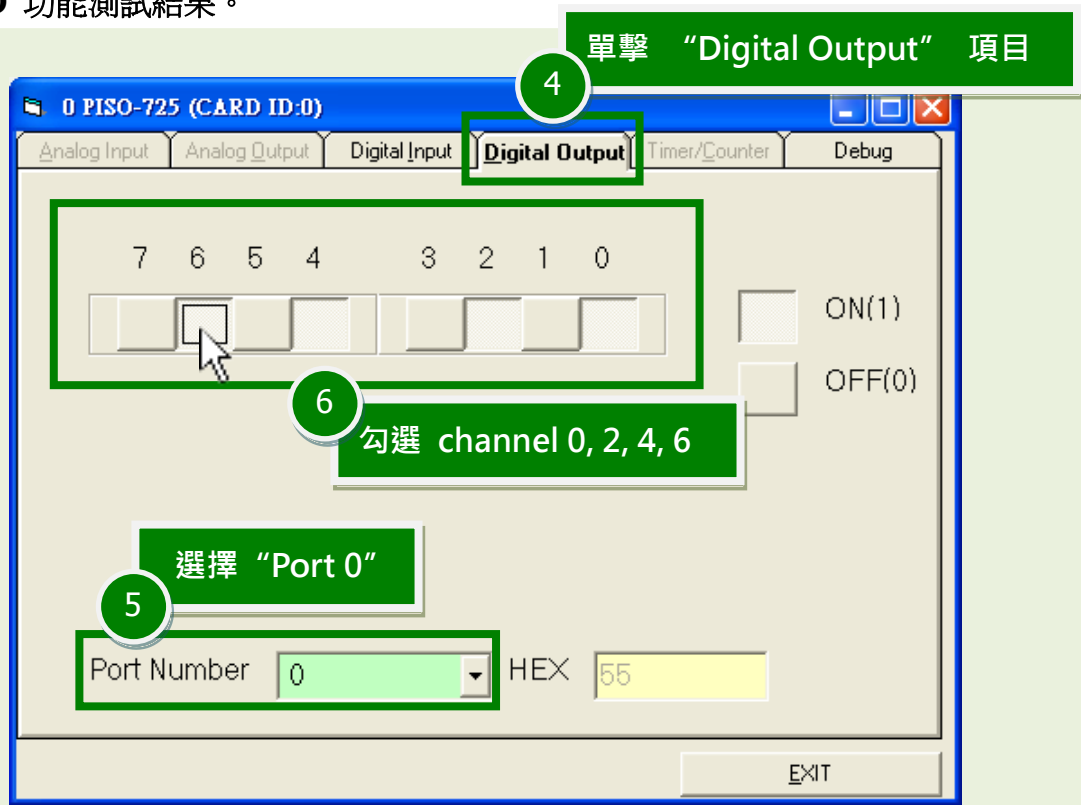 功能測試結果。
4
單擊 “Digital Output” 項目
0 PISO-725 (CARD ID:0)
Analog Input Analog Output Digital Input Digital Output Timer/Counter Debug
7 6 5 4 3 2 1 0
ON(1)
OFF(0)
6
勾選 channel 0, 2, 4, 6
選擇 “Port 0”
5
Port Number 0 HEX 55
EXIT